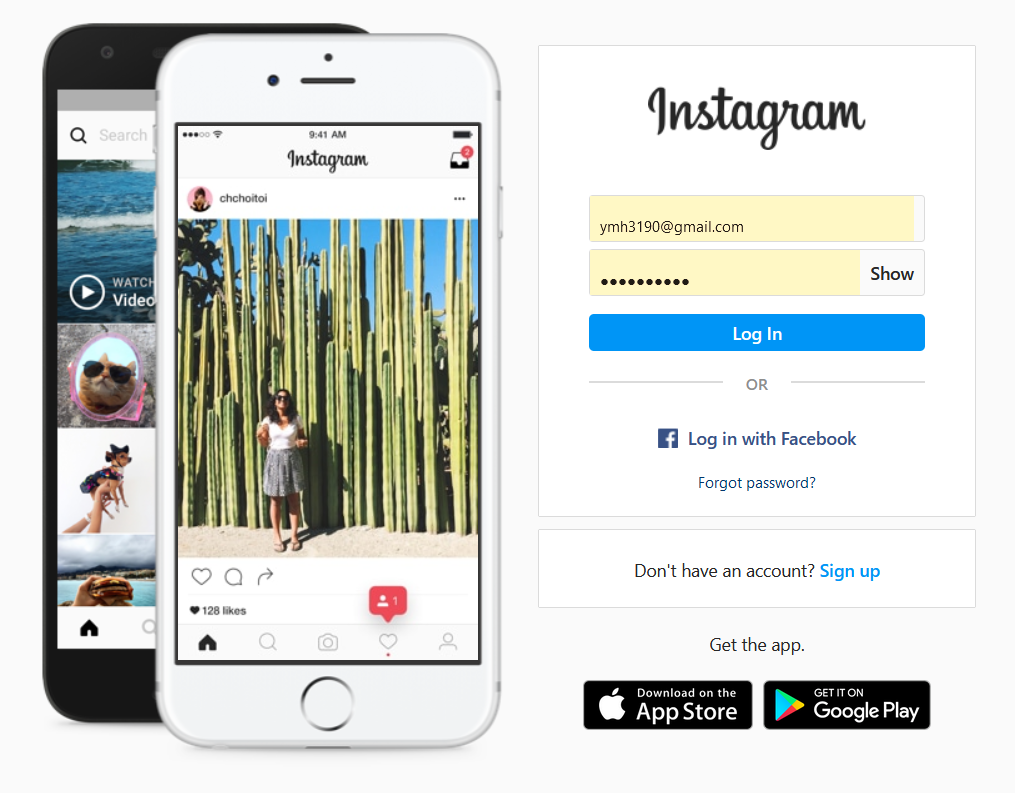 Search
WATCH
Video
9:41 AM
Instagram
2
chchoitoi
128 likes
1
Instagram
ymh3190@gmail.com
●●●●●●●●●●
Show
Log In
OR
Log in with Facebook
Forgot password?
Don't have an account? Sign up
Get the app.
Download on the
App Store
GET IT ON
Google Play